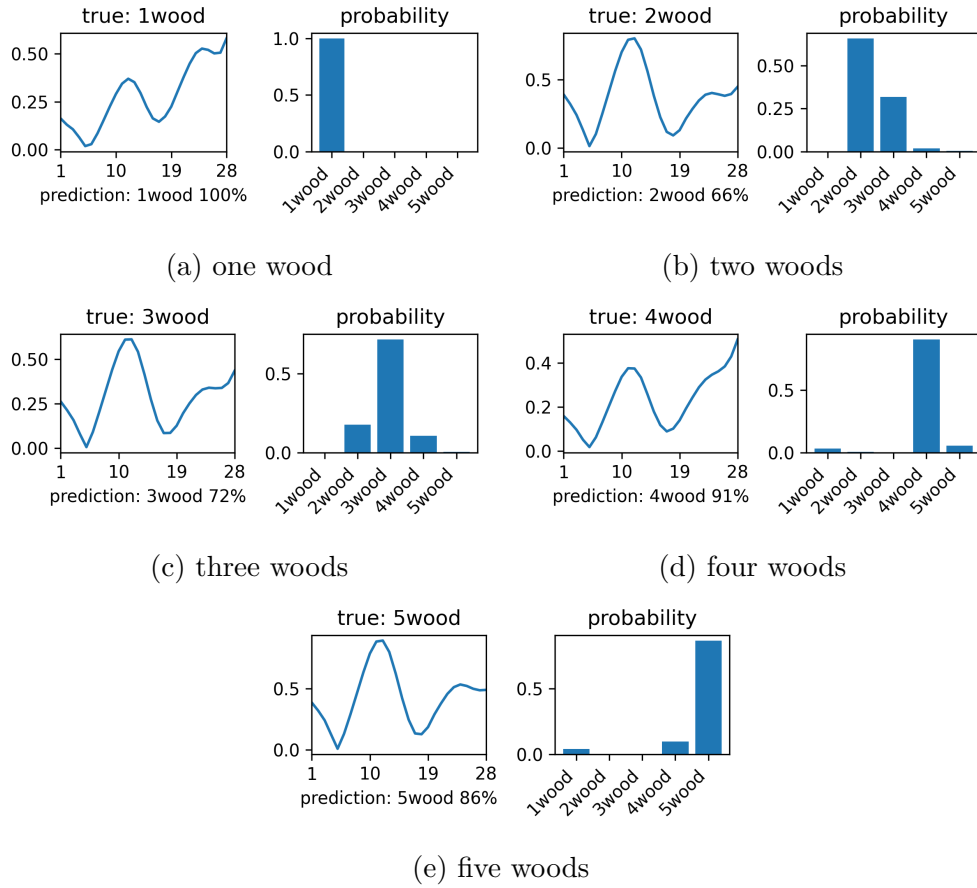 true: 1wood
probability
0.50
0.25
0.00
1
10
19
28
prediction: 1wood 100%
1.0
0.5
0.0
1wood
2wood
3wood
4wood
5wood
(a) one wood
true: 2wood
probability
0.5
0.0
1
10
19
28
prediction: 2wood 66%
0.50
0.25
0.00
1wood
2wood
3wood
4wood
5wood
(b) two woods
true: 3wood
probability
0.50
0.25
0.00
1
10
19
28
prediction: 3wood 72%
0.5
0.0
1wood
2wood
3wood
4wood
5wood
(c) three woods
true: 4wood
probability
0.4
0.2
0.0
1
10
19
28
prediction: 4wood 91%
0.5
0.0
1wood
2wood
3wood
4wood
5wood
(d) four woods
true: 5wood
probability
0.5
0.0
1
10
19
28
prediction: 5wood 86%
0.5
0.0
1wood
2wood
3wood
4wood
5wood
(e) five woods